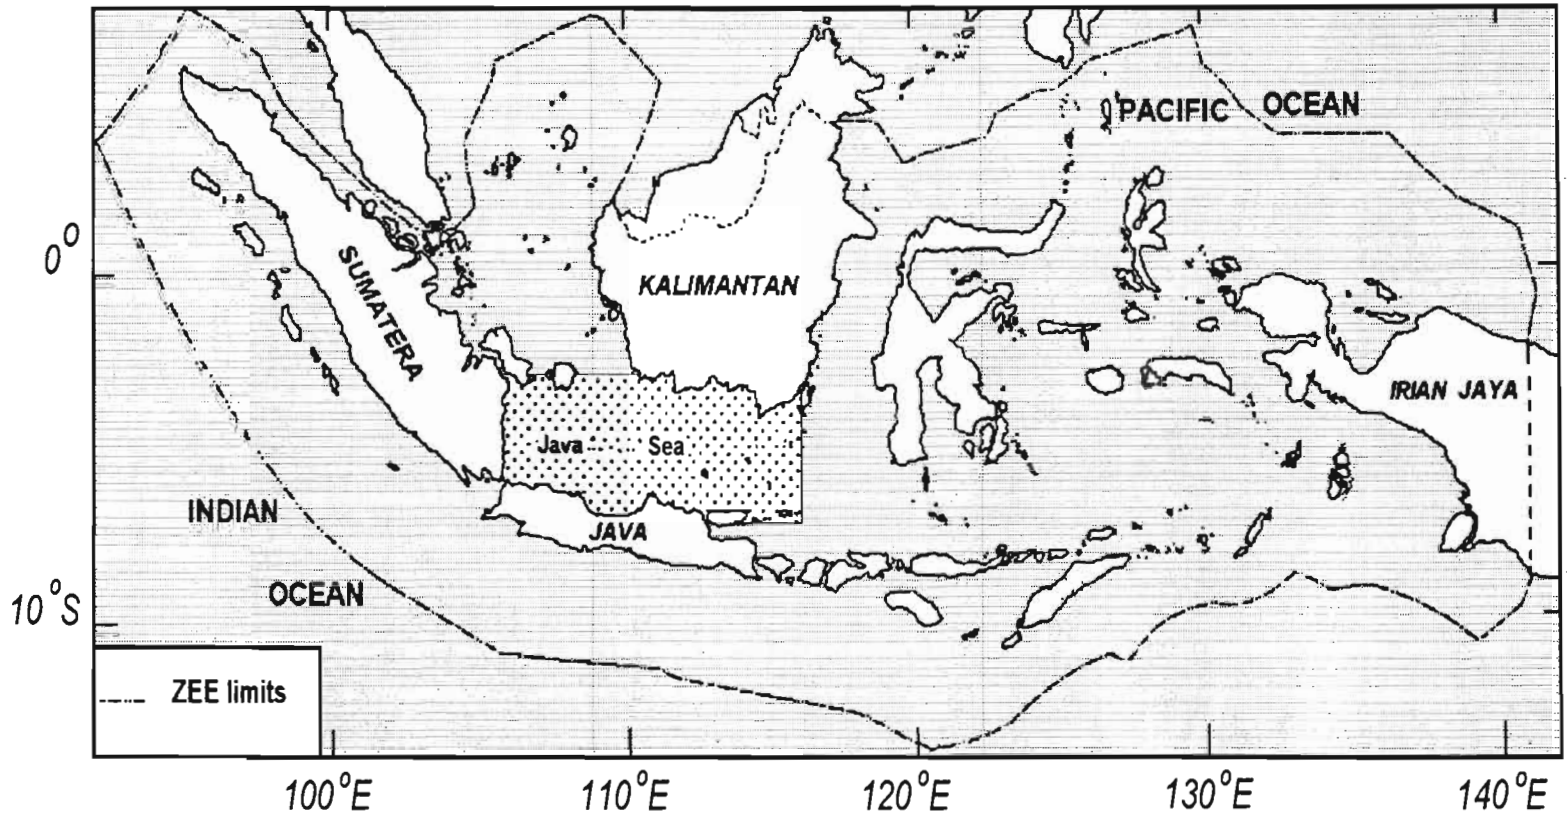 PACIFIC OCEAN
0°
SUMATERA
KALIMANTAN
IRIAN JAYA
Java Sea
INDIAN
JAVA
OCEAN
10°S
ZEE limits
100°E 110°E 120°E 130°E 140°E